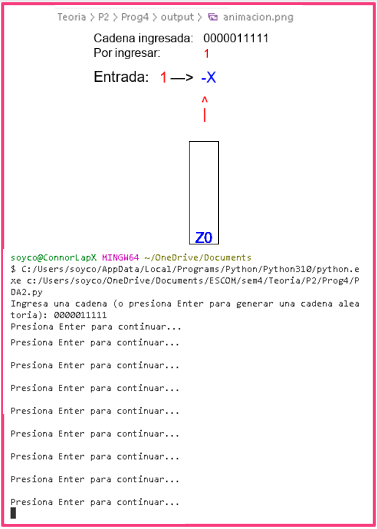 Teoria > P2 > Prog4 > output > animacion.png
Cadena ingresada: 0000011111
Por ingresar: 1
Entrada: 1 —> -X
^
|
Z0
soyco@ConnorLapX MINGW64 ~/OneDrive/Documents
$ C:/Users/soyco/AppData/Local/Programs/Python/Python310/python.e
xe c:/Users/soyco/OneDrive/Documents/ESCOM/sem4/Teoria/P2/Prog4/P
DA2.py
Ingresa una cadena (o presiona Enter para generar una cadena alea
toria): 0000011111
Presiona Enter para continuar...
Presiona Enter para continuar...
Presiona Enter para continuar...
Presiona Enter para continuar...
Presiona Enter para continuar...
Presiona Enter para continuar...
Presiona Enter para continuar...
Presiona Enter para continuar...
Presiona Enter para continuar...